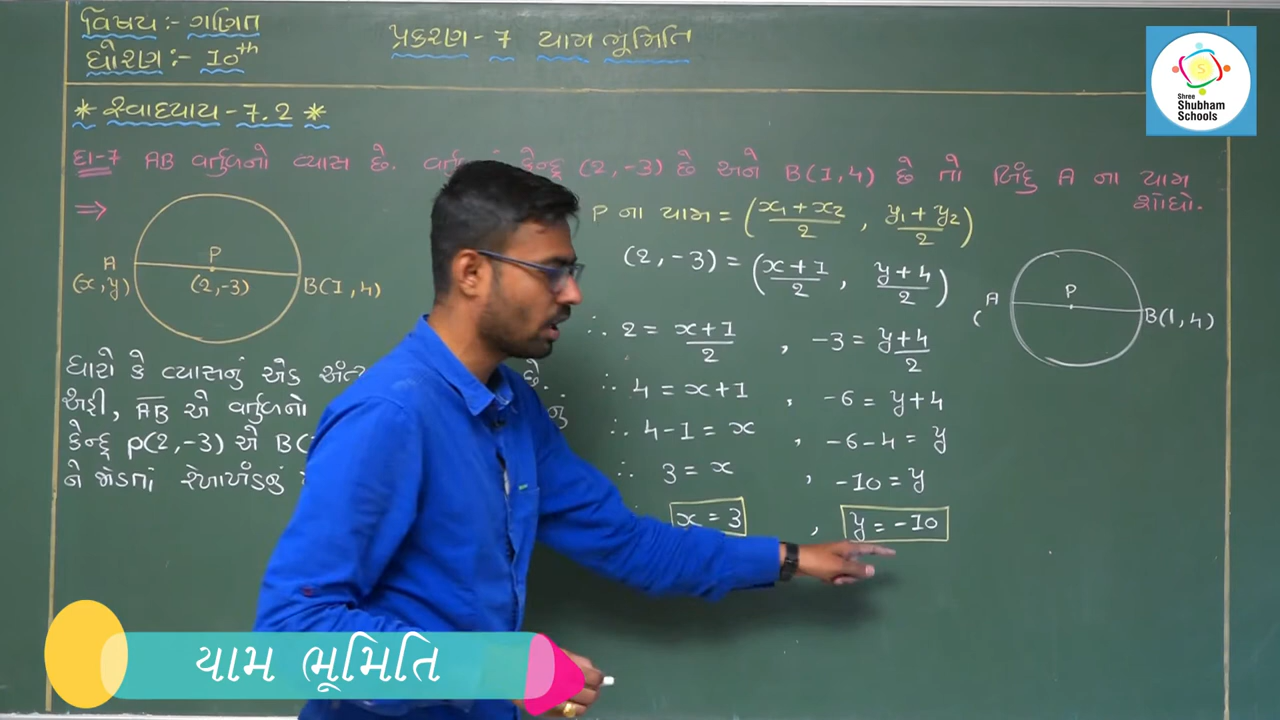 વિષય:- ગણિત
ધોરણ:- 10th
પ્રકરણ - 7 યામ ભૂમિતિ
Shree
Shubham
Schools
* સ્વાધ્યાય - 7.2 *
દા-7 AB વર્તુળનો વ્યાસ છે. કેન્દ્ર (2,-3) છે અને B(1,4) છે તો બિંદુ A ના યામ શોધો.
⇒
A
(x,y)
P
(2,-3)
B(1,4)
P ના યામ = (x₁+x₂/2 , y₁+y₂/2)
(2,-3) = (x+1/2 , y+4/2)
∴ 2 = x+1/2 , -3 = y+4/2
∴ 4 = x+1 , -6 = y+4
∴ 4-1 = x , -6-4 = y
∴ 3 = x , -10 = y
x = 3 , y = -10
A
(
P
B(1,4)
ધારો કે વ્યાસનું એક છે.
અહી, AB એ વર્તુળનો
કેન્દ્ર P(2,-3) એ
ને જોડતાં રેખાખંડનું
યામ ભૂમિતિ